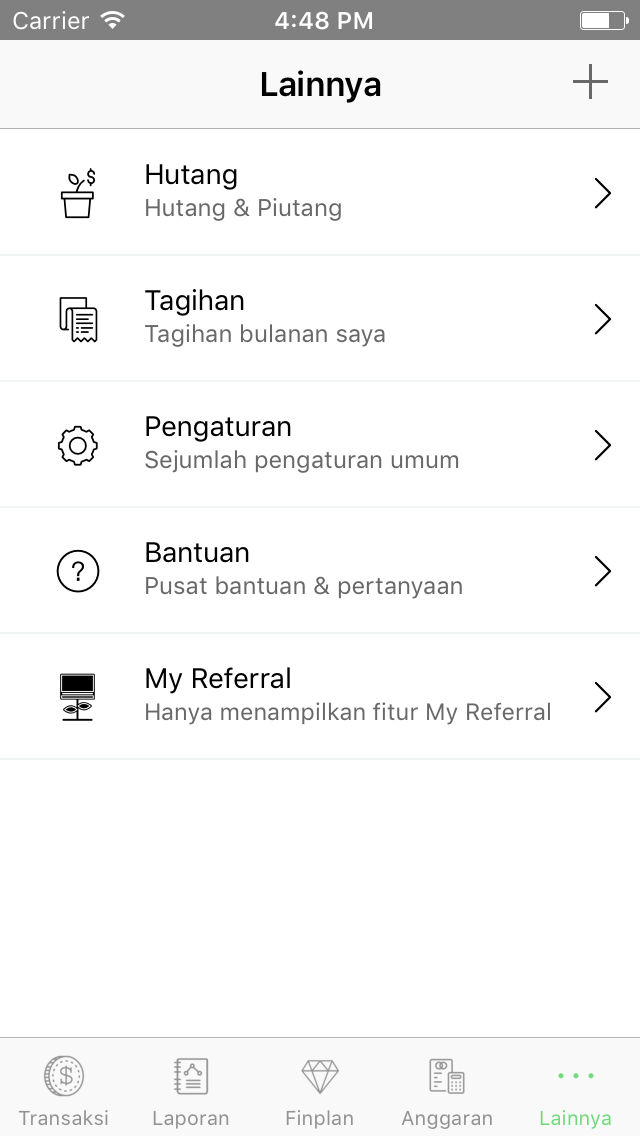 Carrier 4:48 PM
Lainnya
Hutang
Hutang & Piutang
Tagihan
Tagihan bulanan saya
Pengaturan
Sejumlah pengaturan umum
Bantuan
Pusat bantuan & pertanyaan
My Referral
Hanya menampilkan fitur My Referral
Transaksi Laporan Finplan Anggaran Lainnya